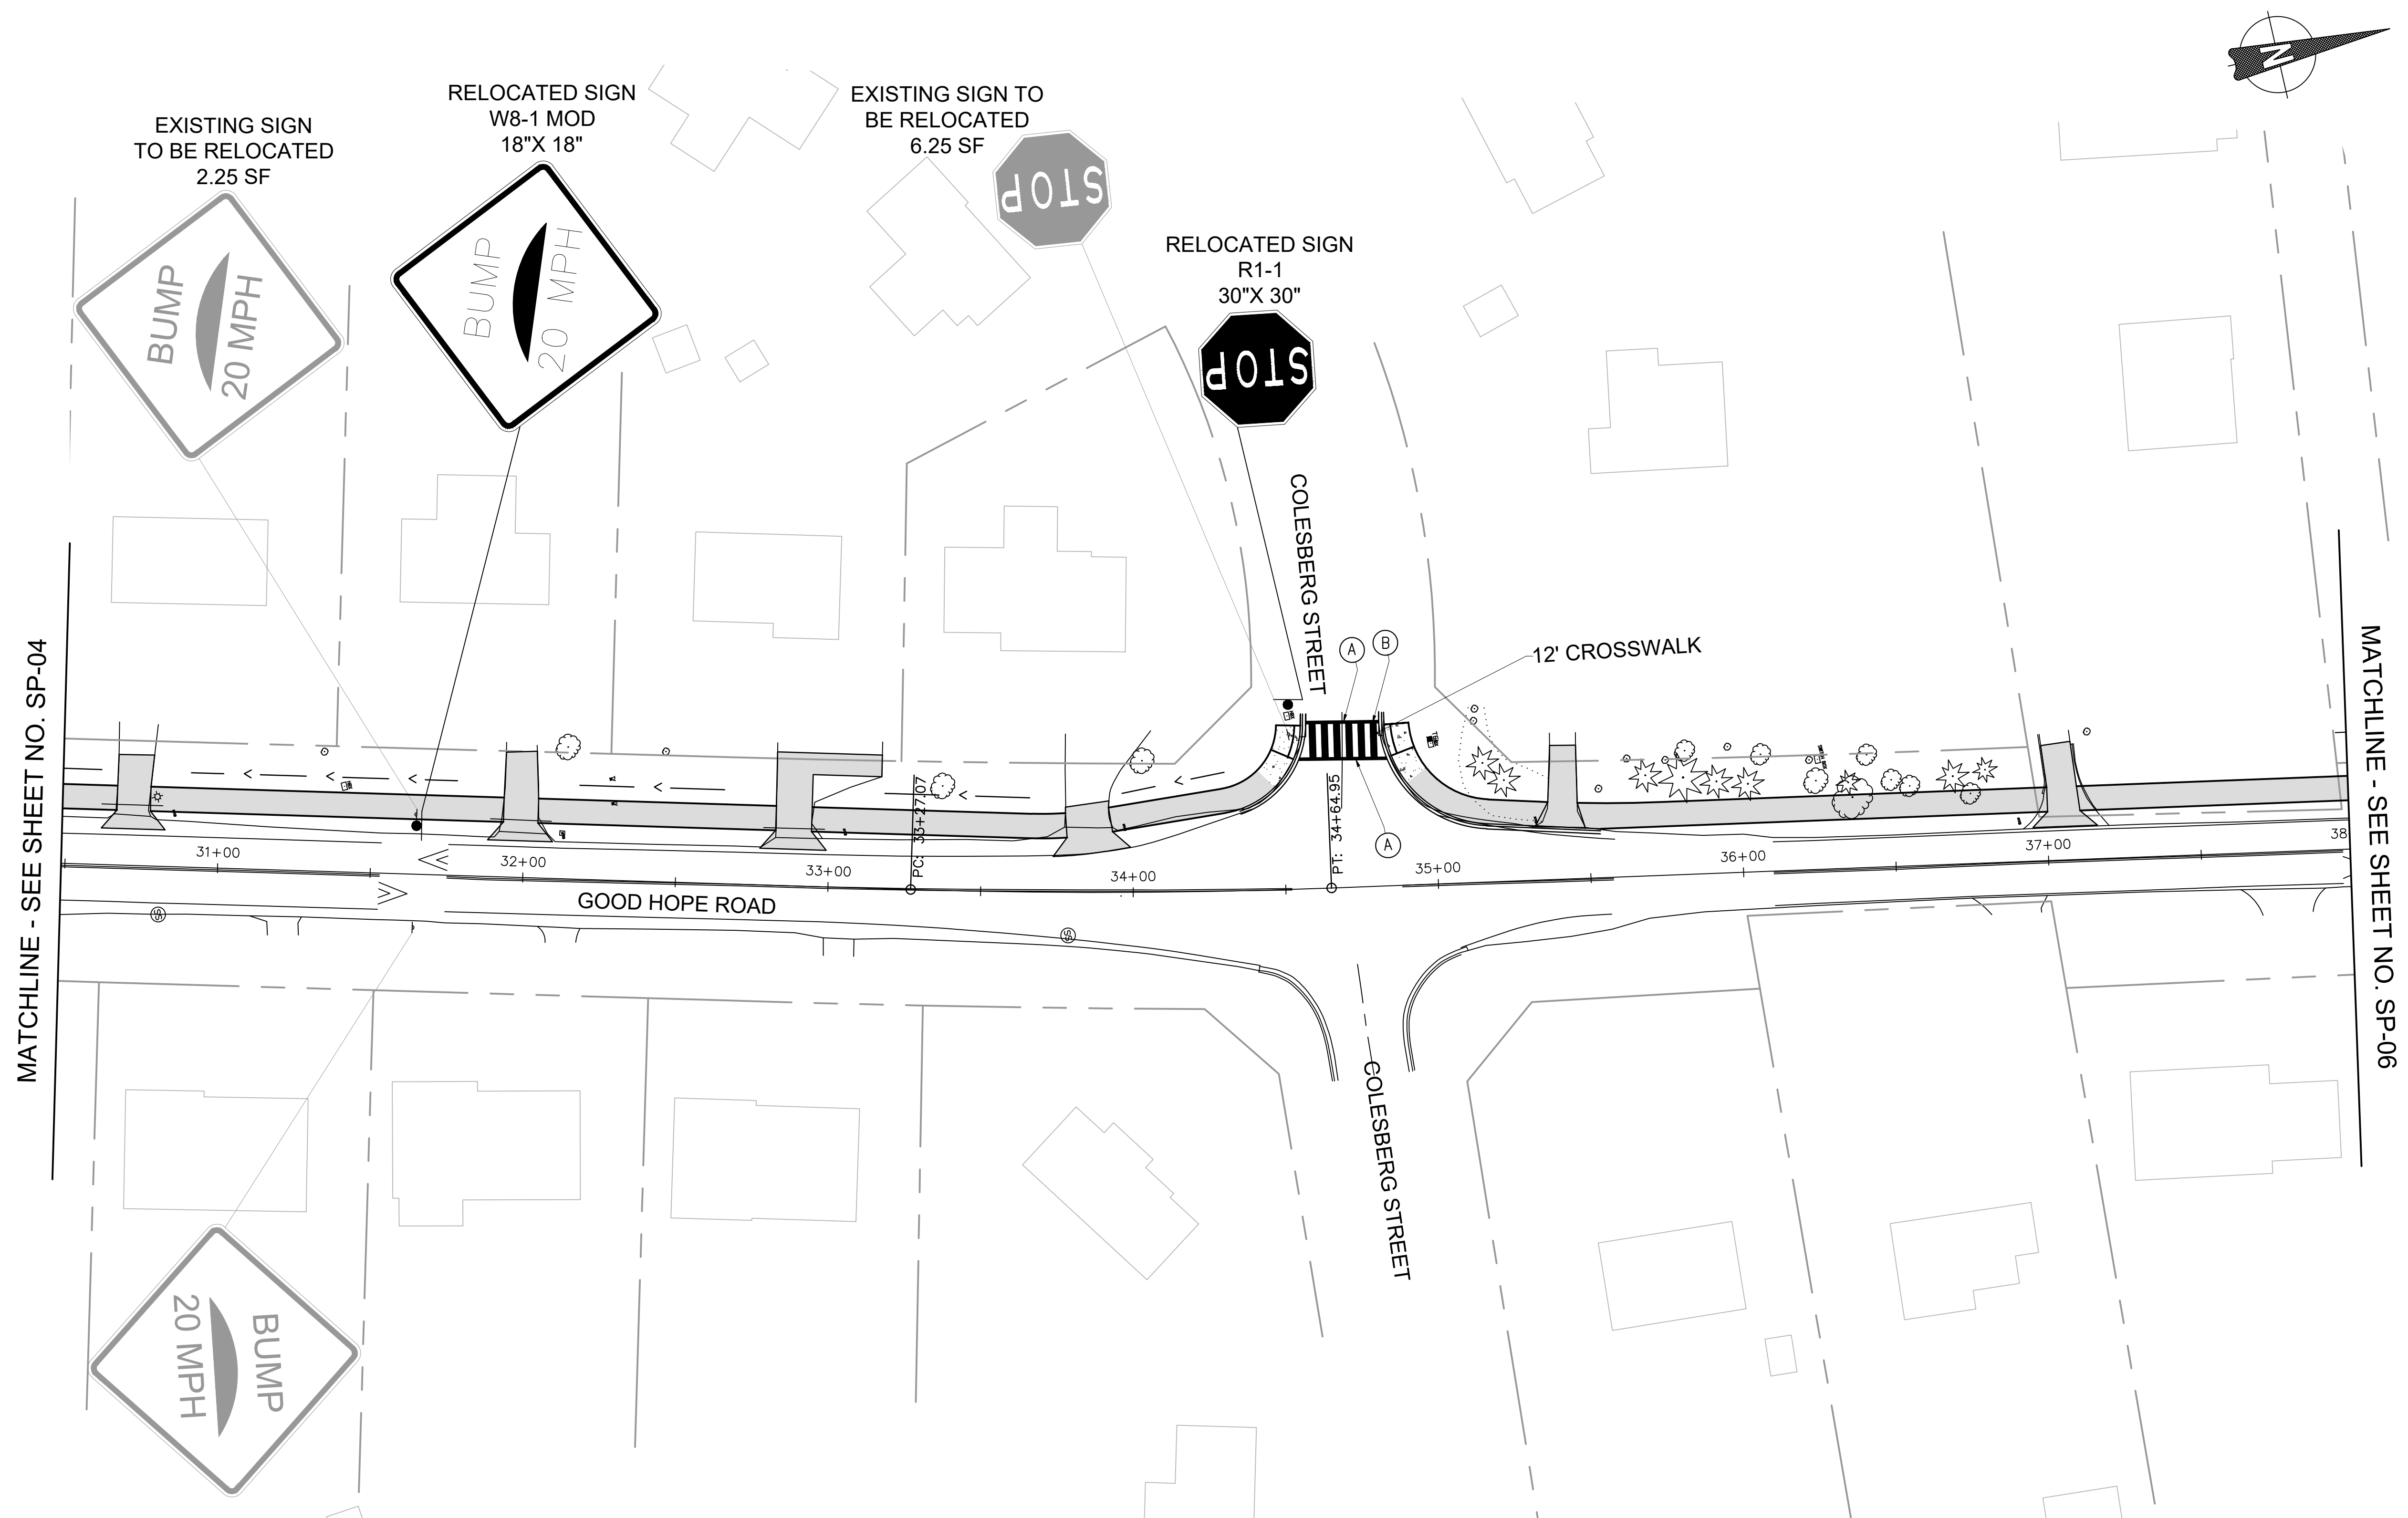 EXISTING SIGN
TO BE RELOCATED
2.25 SF
BUMP
20 MPH
RELOCATED SIGN
W8-1 MOD
18"X 18"
BUMP
20 MPH
EXISTING SIGN TO
BE RELOCATED
6.25 SF
STOP
RELOCATED SIGN
R1-1
30"X 30"
STOP
N
COLESBERG STREET
A
B
12' CROSSWALK
A
MATCHLINE - SEE SHEET NO. SP-04
MATCHLINE - SEE SHEET NO. SP-06
31+00
32+00
33+00
PC: 33+27.07
34+00
PT: 34+64.95
35+00
36+00
37+00
38
GOOD HOPE ROAD
SS
SS
COLESBERG STREET
BUMP
20 MPH